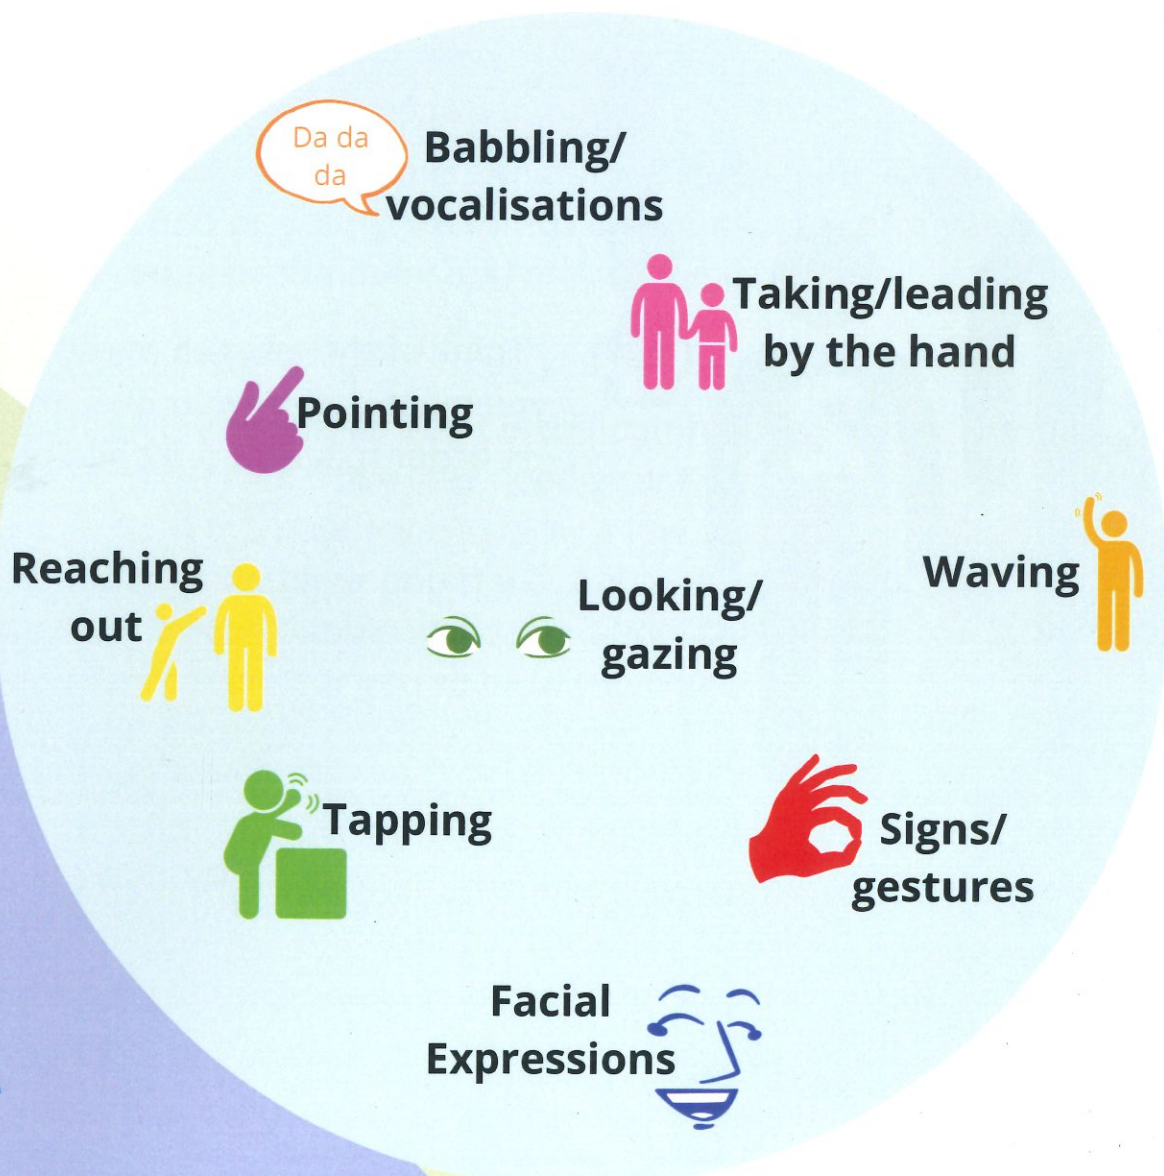 Da da
da
Babbling/
vocalisations
Taking/leading
by the hand
Pointing
Reaching
out
Looking/
gazing
Waving
Tapping
Signs/
gestures
Facial
Expressions